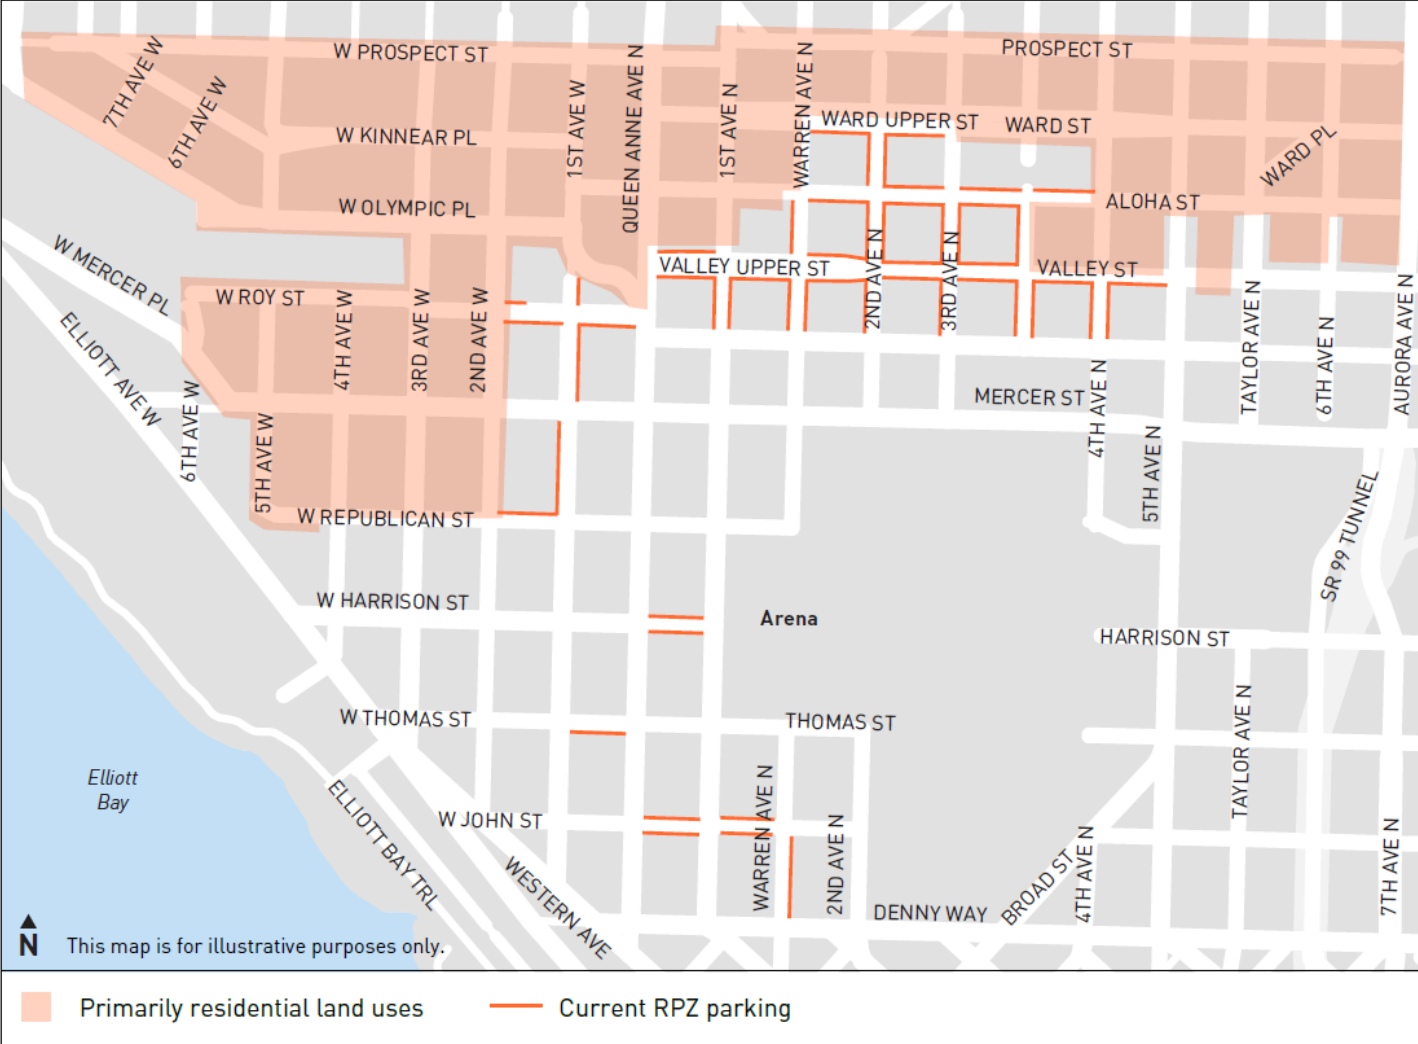 W PROSPECT ST
PROSPECT ST
7TH AVE W
6TH AVE W
W KINNEAR PL
1ST AVE W
QUEEN ANNE AVE N
1ST AVE N
WARREN AVE N
WARD UPPER ST
WARD ST
WARD PL
W OLYMPIC PL
ALOHA ST
W MERCER PL
VALLEY UPPER ST
2ND AVE N
3RD AVE N
VALLEY ST
W ROY ST
ELLIOTT AVE W
4TH AVE W
3RD AVE W
2ND AVE W
TAYLOR AVE N
6TH AVE N
AURORA AVE N
6TH AVE W
5TH AVE W
MERCER ST
4TH AVE N
5TH AVE N
W REPUBLICAN ST
SR 99 TUNNEL
W HARRISON ST
Arena
HARRISON ST
W THOMAS ST
THOMAS ST
TAYLOR AVE N
Elliott
Bay
ELLIOTT BAY TRL
W JOHN ST
WARREN AVE N
2ND AVE N
WESTERN AVE
DENNY WAY
BROAD ST
4TH AVE N
7TH AVE N
N
This map is for illustrative purposes only.
Primarily residential land uses
Current RPZ parking